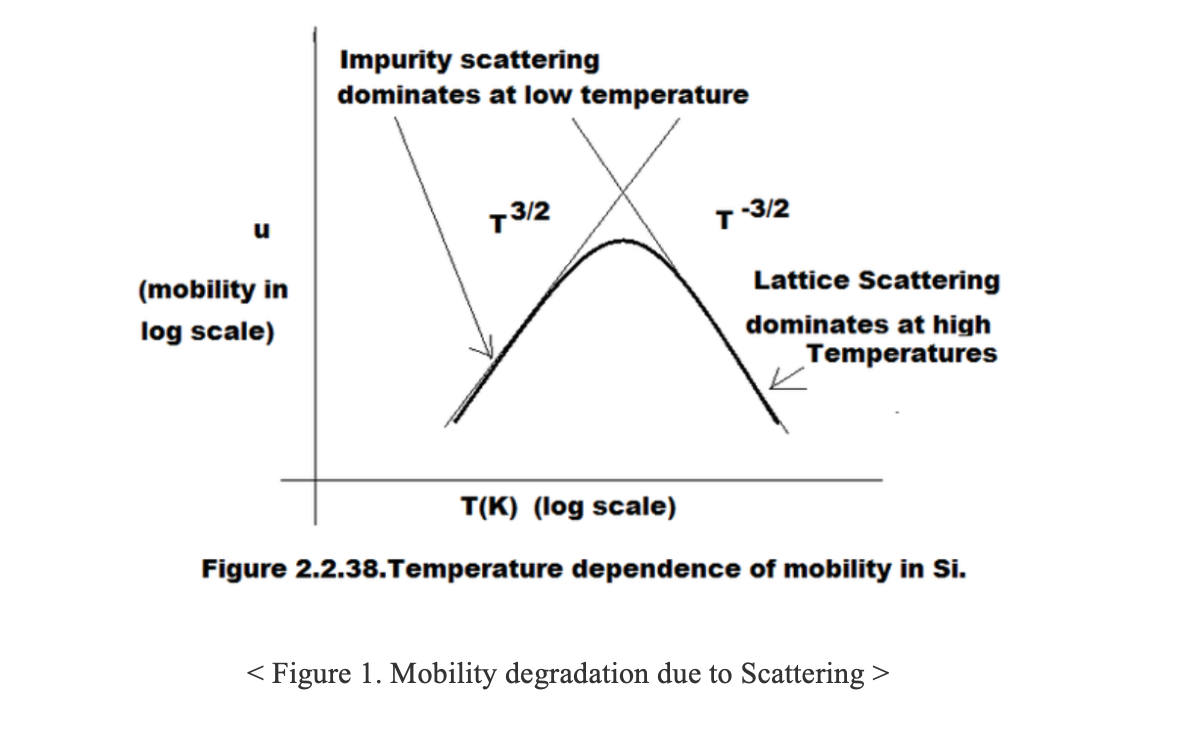 Impurity scattering
dominates at low temperature
T 3/2
T -3/2
u
(mobility in
log scale)
Lattice Scattering
dominates at high
Temperatures
T(K) (log scale)
Figure 2.2.38.Temperature dependence of mobility in Si.
< Figure 1. Mobility degradation due to Scattering >